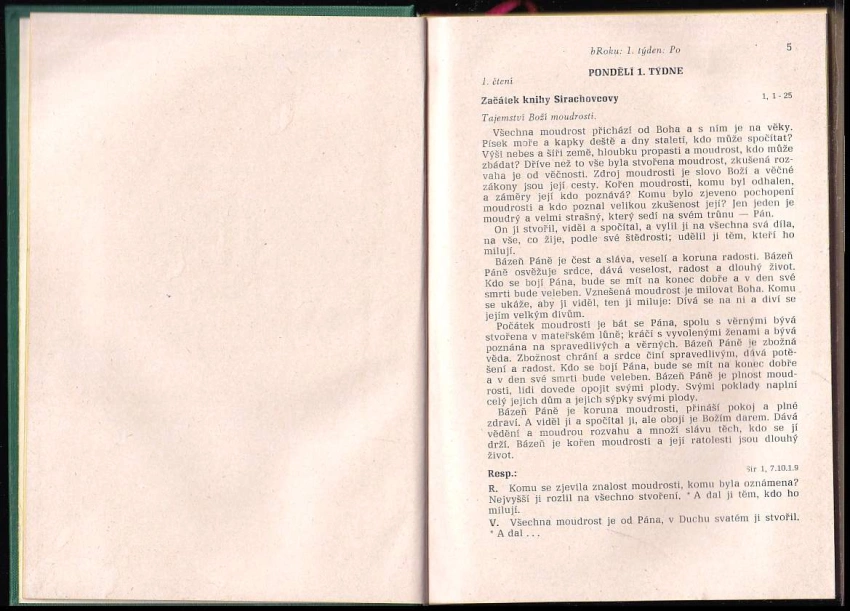 bRoku: 1. týden. Po 5
PONDĚLÍ 1. TÝDNE
1. čtení
Začátek knihy Sirachovcovy 1, 1 - 25
Tajemství Boží moudrosti.
Všechna moudrost přichází od Boha a s ním je na věky.
Písek moře a kapky deště a dny staletí, kdo může spočítat?
Výši nebes a šíři země, hloubku propasti a moudrost, kdo může
zbádat? Dříve než to vše byla stvořena moudrost, zkušená roz-
vaha je od věčnosti. Zdroj moudrosti je slovo Boží a věčné
zákony jsou její cesty. Kořen moudrosti, komu byl odhalen,
a záměry její kdo poznává? Komu bylo zjeveno pochopení
moudrosti a kdo poznal velikou zkušenost její? Jen jeden je
moudrý a velmi strašný, který sedí na svém trůnu — Pán.
On ji stvořil, viděl a spočítal, a vylil ji na všechna svá díla,
na vše, co žije, podle své štědrosti; udělil ji těm, kteří ho
milují.
Bázeň Páně je čest a sláva, veselí a koruna radosti. Bázeň
Páně osvěžuje srdce, dává veselost, radost a dlouhý život.
Kdo se bojí Pána, bude se mít na konec dobře a v den své
smrti bude veleben. Vznešená moudrost je milovat Boha. Komu
se ukáže, aby ji viděl, ten ji miluje: Dívá se na ni a diví se
jejím velkým divům.
Počátek moudrosti je bát se Pána, spolu s věrnými bývá
stvořena v mateřském lůně; kráčí s vyvolenými ženami a bývá
poznána na spravedlivých a věrných. Bázeň Páně je zbožná
věda. Zbožnost chrání a srdce činí spravedlivým, dává potě-
šení a radost. Kdo se bojí Pána, bude se mít na konec dobře
a v den své smrti bude veleben. Bázeň Páně je plnost moud-
rosti, lidi dovede opojit svými plody. Svými poklady naplní
celý jejich dům a jejich sýpky svými plody.
Bázeň Páně je koruna moudrosti, přináší pokoj a plné
zdraví. A viděl ji a spočítal ji, ale obojí je Božím darem. Dává
vědění a moudrou rozvahu a množí slávu těch, kdo se jí
drží. Bázeň je kořen moudrosti a její ratolesti jsou dlouhý
život.
Resp.: Sir 1, 7.10.1.9
R. Komu se zjevila znalost moudrosti, komu byla oznámena?
Nejvyšší ji rozlil na všechno stvoření. * A dal ji těm, kdo ho
milují.
V. Všechna moudrost je od Pána, v Duchu svatém ji stvořil.
* A dal . . .